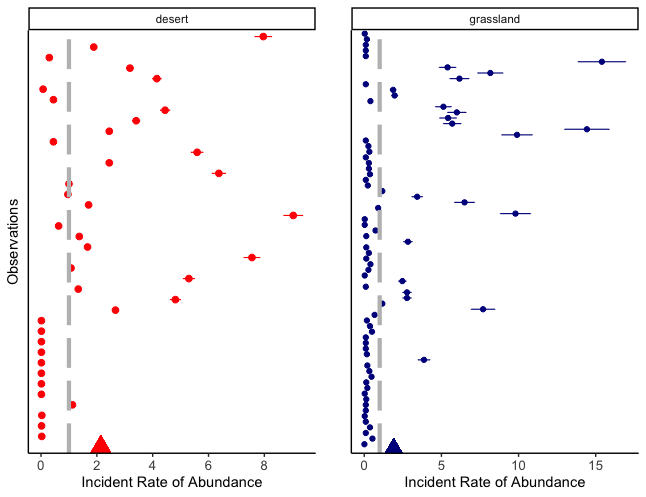 desert
grassland
Observations
0 2 4 6 8
0 5 10 15
Incident Rate of Abundance
Incident Rate of Abundance